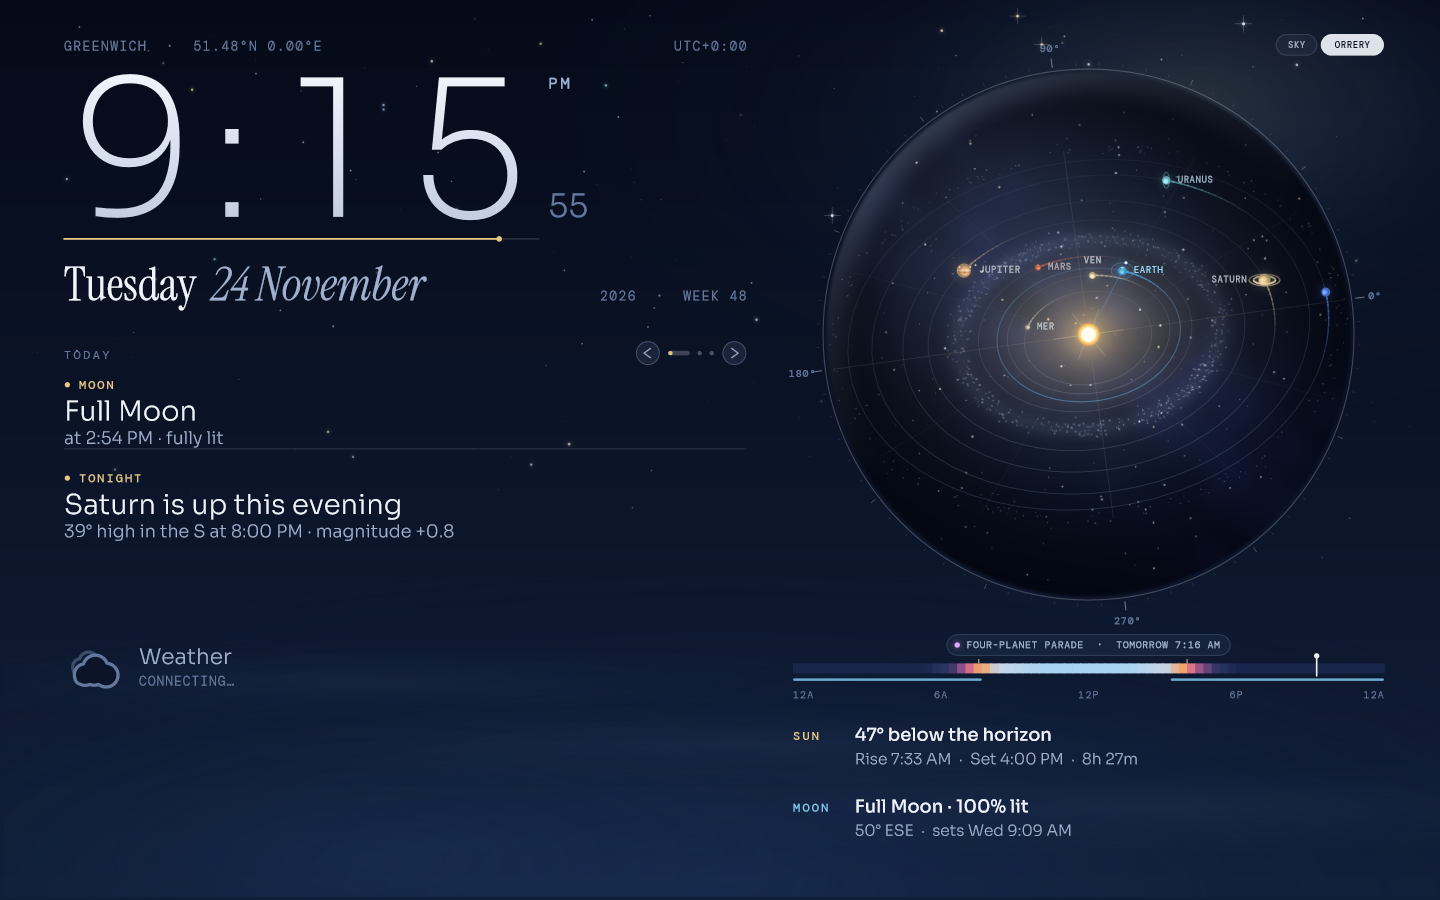 GREENWICH · 51.48°N 0.00°E
UTC+0:00
9:15
PM
55
Tuesday 24 November
2026 · WEEK 48
TODAY
MOON
Full Moon
at 2:54 PM · fully lit
TONIGHT
Saturn is up this evening
39° high in the S at 8:00 PM · magnitude +0.8
Weather
CONNECTING…
SKY
ORRERY
90°
URANUS
VEN
JUPITER
MARS
EARTH
SATURN
0°
MER
180°
270°
FOUR-PLANET PARADE · TOMORROW 7:16 AM
12A
6A
12P
6P
12A
SUN
47° below the horizon
Rise 7:33 AM · Set 4:00 PM · 8h 27m
MOON
Full Moon · 100% lit
50° ESE · sets Wed 9:09 AM